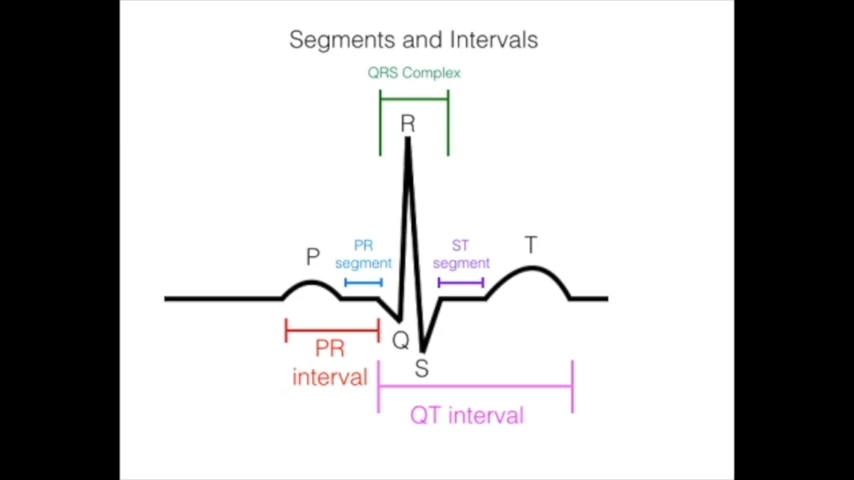 Segments and Intervals
QRS Complex
R
P
PR
segment
ST
segment
T
Q
S
PR
interval
QT interval